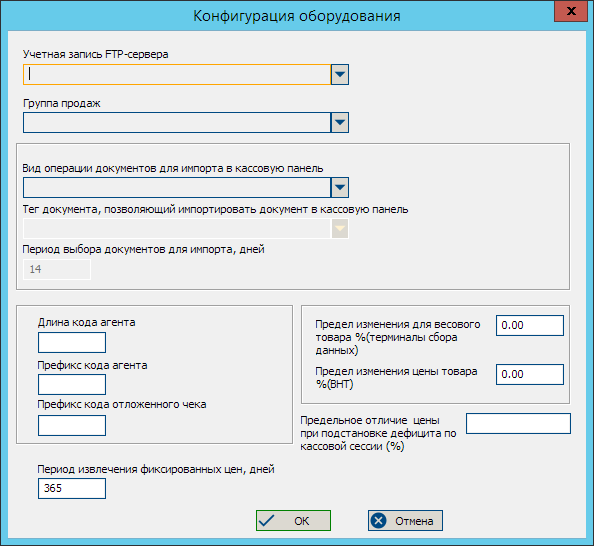 Конфигурация оборудования
Учетная запись FTP-сервера
Группа продаж
Вид операции документов для импорта в кассовую панель
Тег документа, позволяющий импортировать документ в кассовую панель
Период выбора документов для импорта, дней
14
Длина кода агента
Префикс кода агента
Префикс кода отложенного чека
Предел изменения для весового
товара %(терминалы сбора
данных)
0.00
Предел изменения цены товара
%(ВНТ)
0.00
Предельное отличие цены
при подстановке дефицита по
кассовой сессии (%)
Период извлечения фиксированных цен, дней
365
OK
Отмена